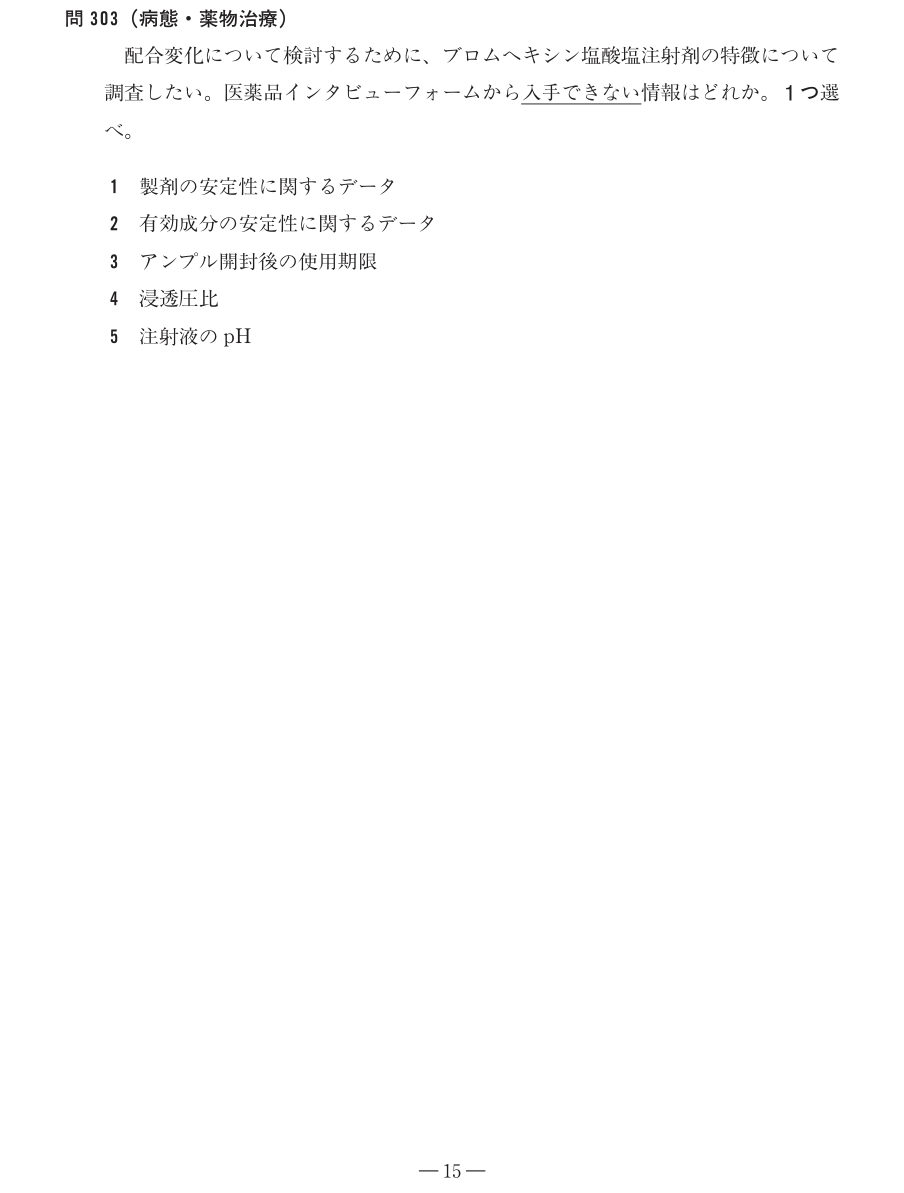 問 303（病態・薬物治療）
配合変化について検討するために、ブロムヘキシン塩酸塩注射剤の特徴について
調査したい。医薬品インタビューフォームから入手できない情報はどれか。1つ選
べ。
1 製剤の安定性に関するデータ
2 有効成分の安定性に関するデータ
3 アンプル開封後の使用期限
4 浸透圧比
5 注射液の pH
― 15 ―